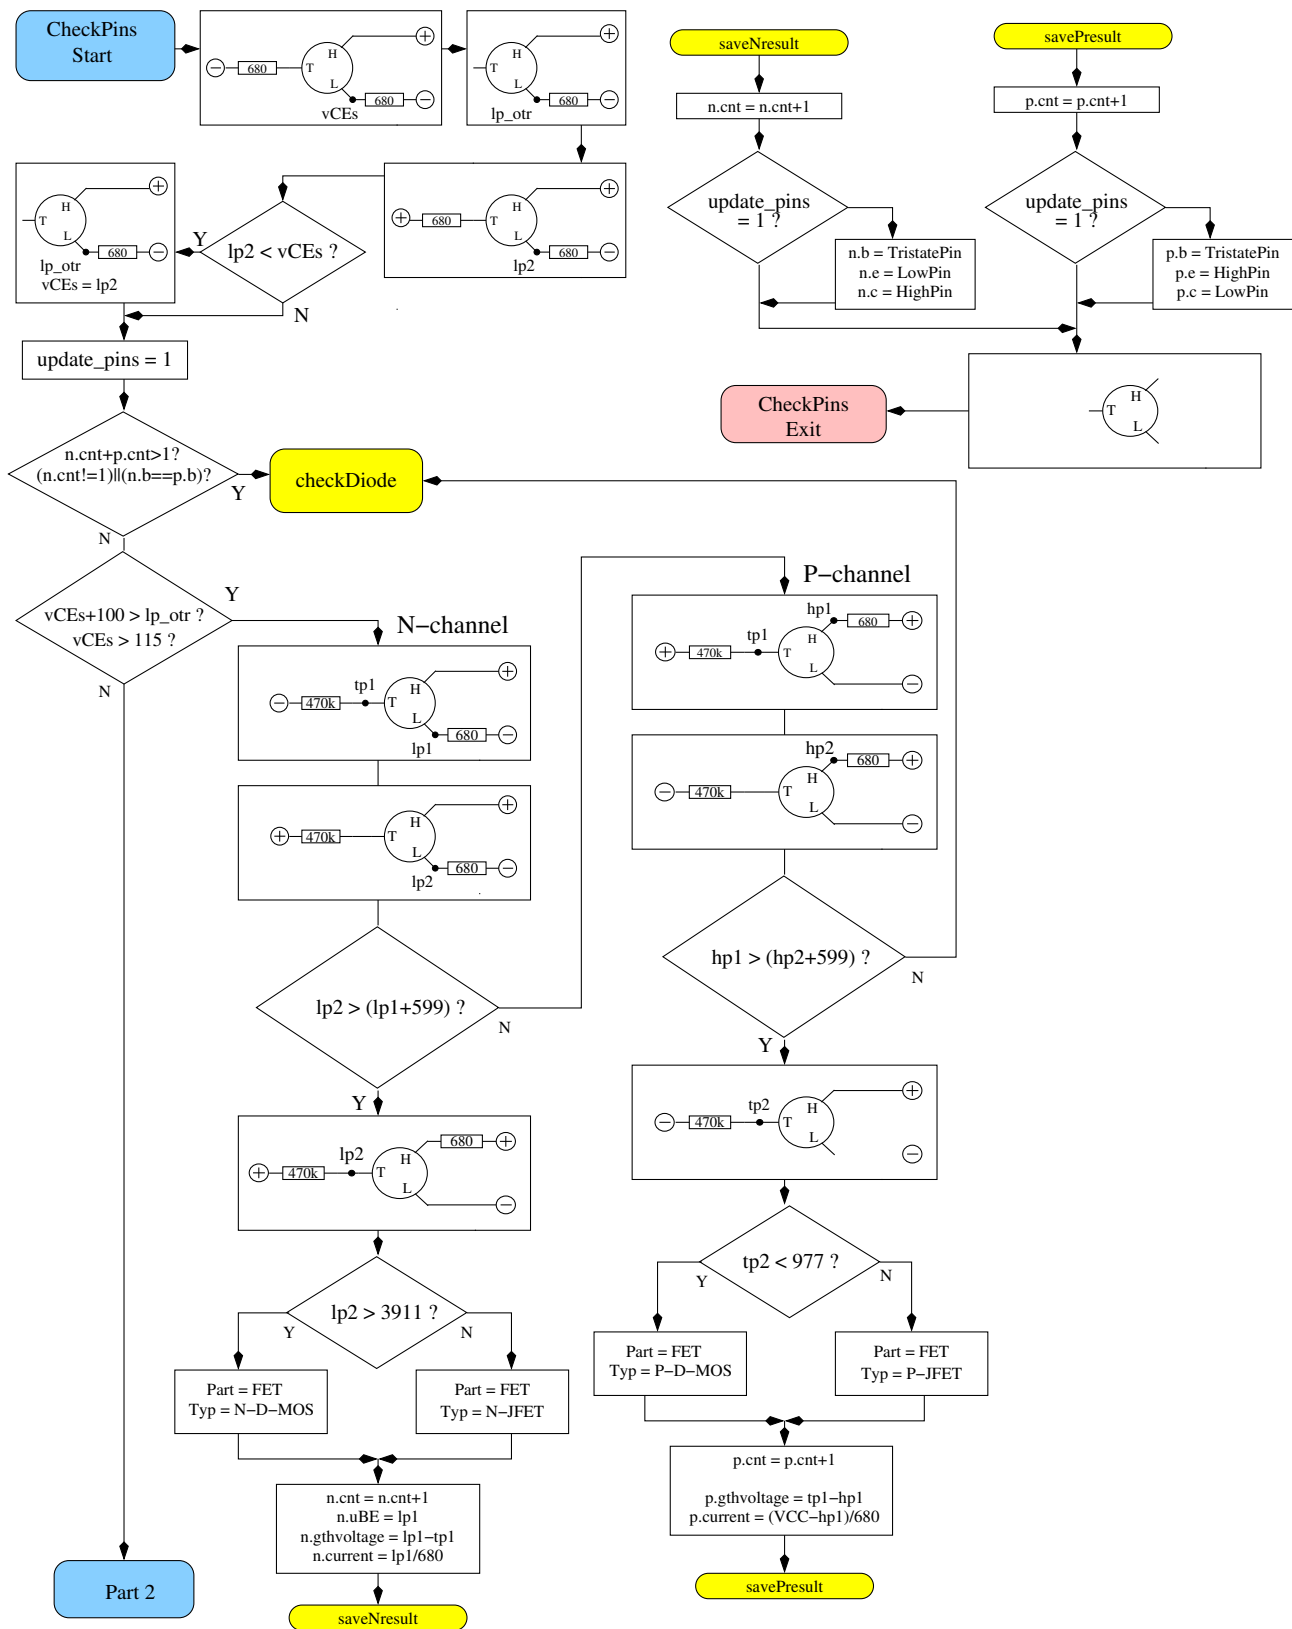 CheckPins
Start
H
T
L
680
680
vCEs
H
T
L
680
lp_otr
H
T
L
680
680
lp2
lp2 < vCEs ?
Y
N
H
T
L
680
lp_otr
vCEs = lp2
update_pins = 1
n.cnt+p.cnt>1?
(n.cnt!=1)||(n.b==p.b)?
Y
N
checkDiode
vCEs+100 > lp_otr ?
vCEs > 115 ?
Y
N
Part 2
saveNresult
n.cnt = n.cnt+1
update_pins
= 1 ?
n.b = TristatePin
n.e = LowPin
n.c = HighPin
savePresult
p.cnt = p.cnt+1
update_pins
= 1 ?
p.b = TristatePin
p.e = HighPin
p.c = LowPin
H
T
L
CheckPins
Exit
N−channel
tp1
470k
H
T
L
680
lp1
470k
H
T
L
680
lp2
lp2 > (lp1+599) ?
N
Y
lp2
470k
H
T
L
680
lp2 > 3911 ?
Y
N
Part = FET
Typ = N−D−MOS
Part = FET
Typ = N−JFET
n.cnt = n.cnt+1
n.uBE = lp1
n.gthvoltage = lp1−tp1
n.current = lp1/680
saveNresult
P−channel
hp1
680
tp1
470k
H
T
L
hp2
680
470k
H
T
L
hp1 > (hp2+599) ?
N
Y
tp2
470k
H
T
L
tp2 < 977 ?
Y
N
Part = FET
Typ = P−D−MOS
Part = FET
Typ = P−JFET
p.cnt = p.cnt+1
p.gthvoltage = tp1−hp1
p.current = (VCC−hp1)/680
savePresult